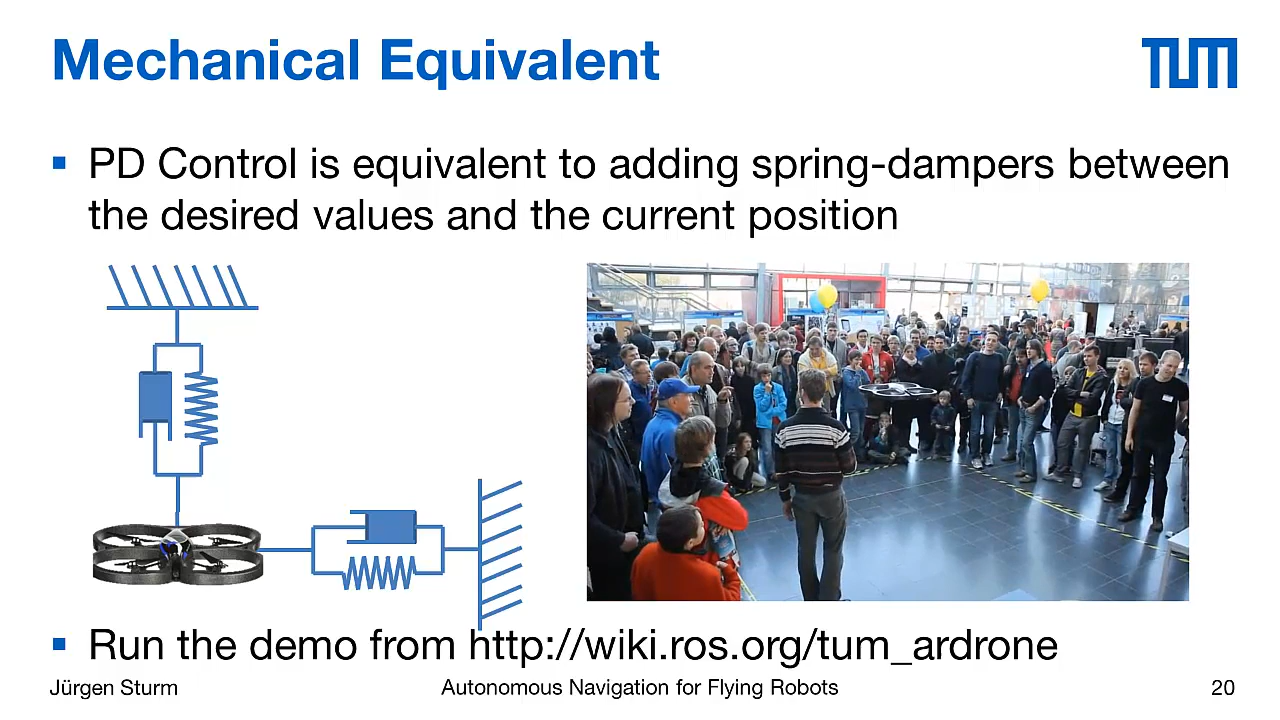 Mechanical Equivalent
TUM
PD Control is equivalent to adding spring-dampers between
the desired values and the current position
Run the demo from http://wiki.ros.org/tum_ardrone
Jürgen Sturm
Autonomous Navigation for Flying Robots
20